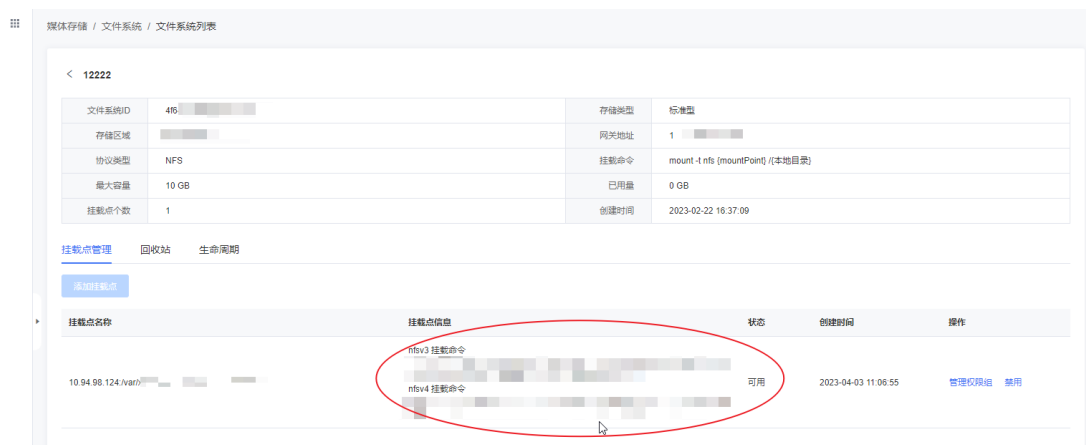 媒体存储 / 文件系统 / 文件系统列表
< 12222
文件系统ID 4f6 存储类型 标准型
存储区域 网关地址 1
协议类型 NFS 挂载命令 mount -t nfs {mountPoint} /{本地目录}
最大容量 10 GB 已用量 0 GB
挂载点个数 1 创建时间 2023-02-22 16:37:09
挂载点管理 回收站 生命周期
添加挂载点
挂载点名称 挂载点信息 状态 创建时间 操作
nfsv3 挂载命令
10.94.98.124:/var/ 可用 2023-04-03 11:06:55 管理权限组 禁用
nfsv4 挂载命令